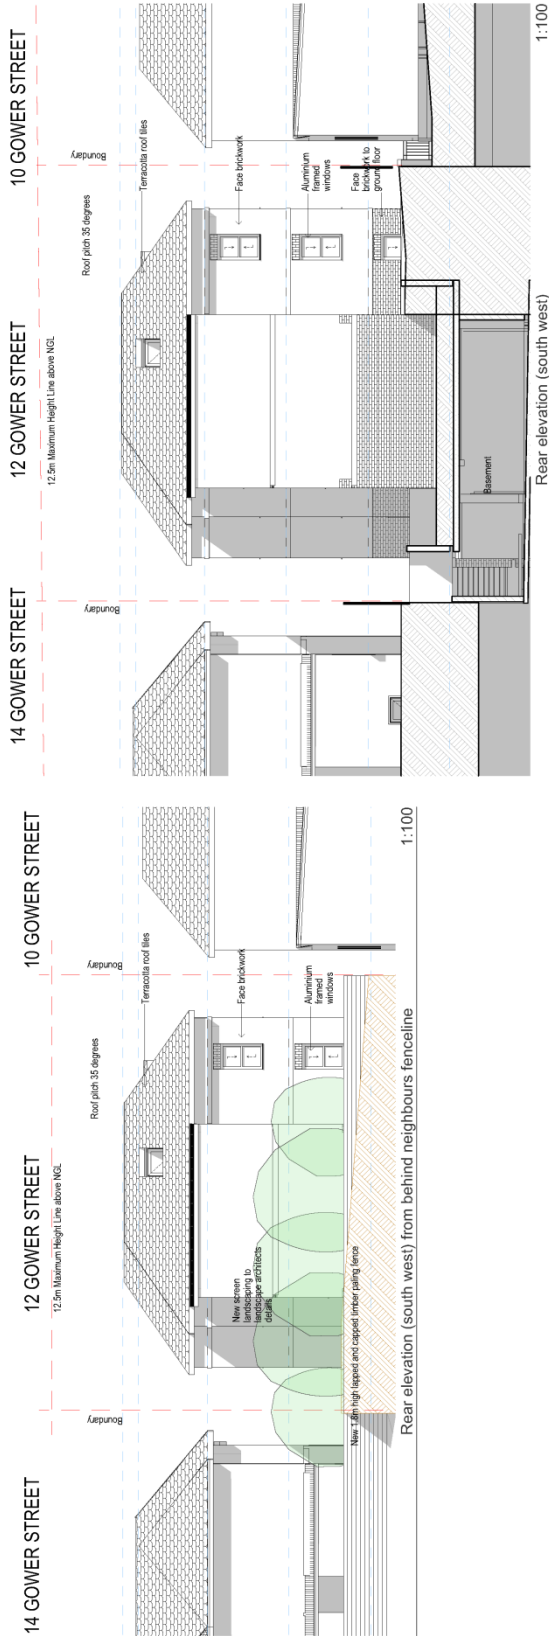 14 GOWER STREET
12 GOWER STREET
10 GOWER STREET
12.5m Maximum Height Line above NGL
Boundary
Boundary
Roof pitch 35 degrees
Terracotta roof tiles
Face brickwork
Aluminium
framed
windows
Face
brickwork to
ground floor
Basement
Rear elevation (south west)
1:100
14 GOWER STREET
12 GOWER STREET
10 GOWER STREET
12.5m Maximum Height Line above NGL
Boundary
Boundary
Roof pitch 35 degrees
Terracotta roof tiles
Face brickwork
Aluminium
framed
windows
New screen
landscaping to
landscape architects
details
New 1.8m high lapped and capped timber paling fence
Rear elevation (south west) from behind neighbours fenceline
1:100